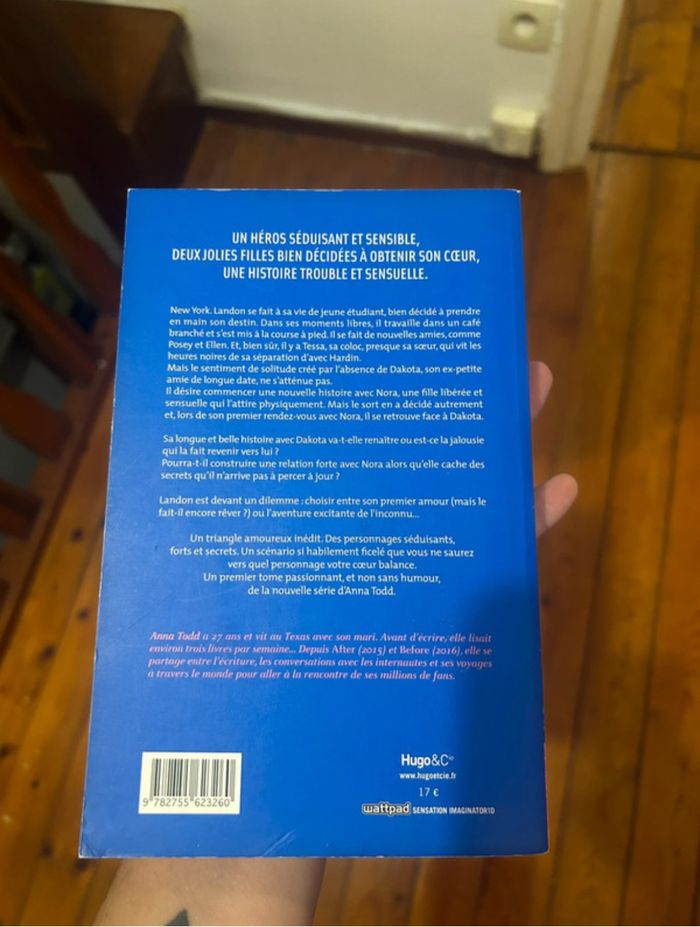 UN HÉROS SÉDUISANT ET SENSIBLE,
DEUX JOLIES FILLES BIEN DÉCIDÉES À OBTENIR SON CŒUR,
UNE HISTOIRE TROUBLE ET SENSUELLE.
New York. Landon se fait à sa vie de jeune étudiant, bien décidé à prendre
en main son destin. Dans ses moments libres, il travaille dans un café
branché et s'est mis à la course à pied. Il se fait de nouvelles amies, comme
Posey et Ellen. Et, bien sûr, il y a Tessa, sa coloc, presque sa sœur, qui vit les
heures noires de sa séparation d'avec Hardin.
Mais le sentiment de solitude créé par l'absence de Dakota, son ex-petite
amie de longue date, ne s'atténue pas.
Il désire commencer une nouvelle histoire avec Nora, une fille libérée et
sensuelle qui l'attire physiquement. Mais le sort en a décidé autrement
et, lors de son premier rendez-vous avec Nora, il se retrouve face à Dakota.
Sa longue et belle histoire avec Dakota va-t-elle renaître ou est-ce la jalousie
qui la fait revenir vers lui ?
Pourra-t-il construire une relation forte avec Nora alors qu'elle cache des
secrets qu'il n'arrive pas à percer à jour ?
Landon est devant un dilemme : choisir entre son premier amour (mais le
fait-il encore rêver ?) ou l'aventure excitante de l'inconnu...
Un triangle amoureux inédit. Des personnages séduisants,
forts et secrets. Un scénario si habilement ficelé que vous ne saurez
vers quel personnage votre cœur balance.
Un premier tome passionnant, et non sans humour,
de la nouvelle série d'Anna Todd.
Anna Todd a 27 ans et vit au Texas avec son mari. Avant d'écrire, elle lisait
environ trois livres par semaine... Depuis After (2015) et Before (2016), elle se
partage entre l'écriture, les conversations avec les internautes et ses voyages
à travers le monde pour aller à la rencontre de ses millions de fans.
Hugo&Cie
www.hugoetcie.fr
17 €
9 782755 623260
wattpad SENSATION IMAGINATOR1D